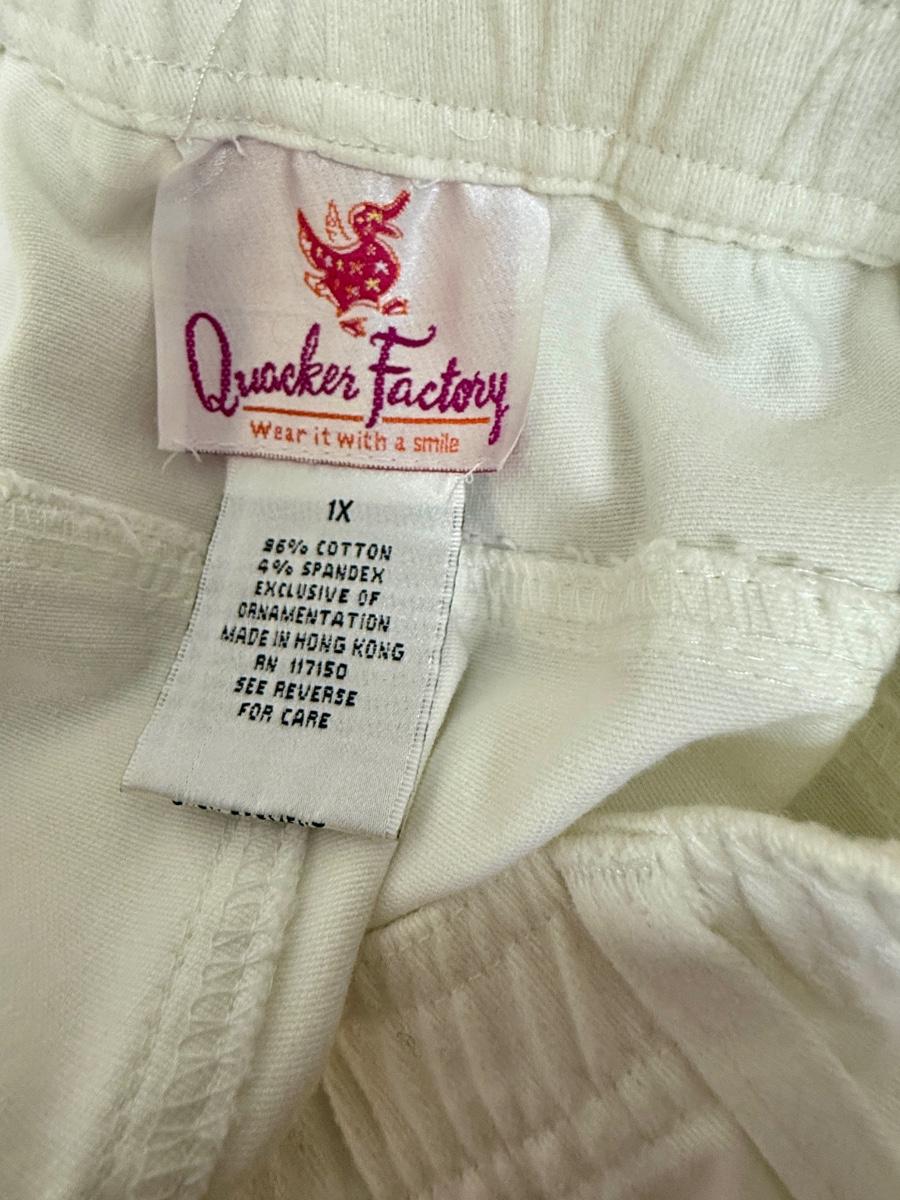 Quacker Factory
Wear it with a smile
1X
96% COTTON
4% SPANDEX
EXCLUSIVE OF
ORNAMENTATION
MADE IN HONG KONG
RN 117150
SEE REVERSE
FOR CARE